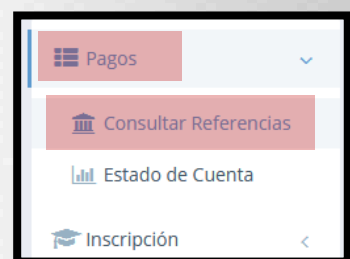 Pagos
Consultar Referencias
Estado de Cuenta
Inscripción